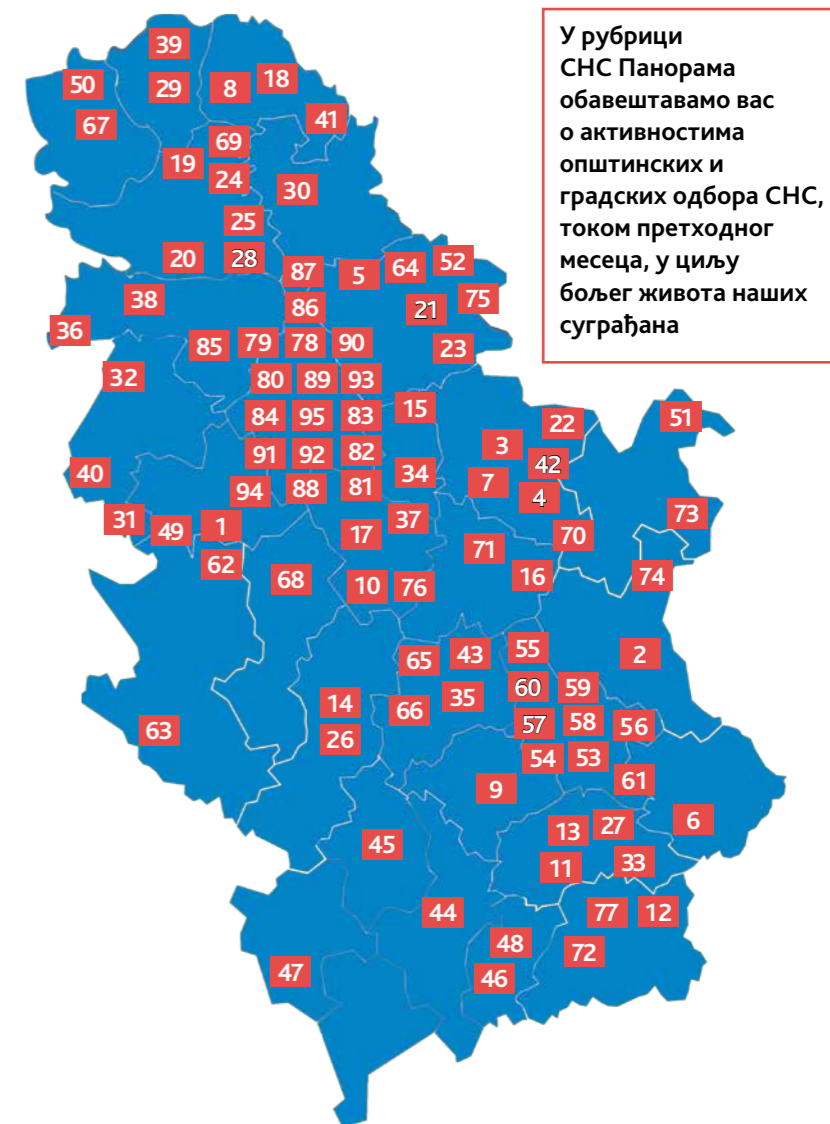 У рубрици
СНС Панорама
обавештавамо вас
о активностима
општинских и
градских одбора СНС,
током претходног
месеца, у циљу
бољег живота наших
суграђана
39
50 29 8 18
67 41
69
19 24 30
25
20 28
87 5 64 52
38 86 21 75
36
85 79 78 90 23
32 80 89 93
84 95 83 15 22 51
91 92 82 3 42
40 94 88 81 34 7 4
31 49 1 17 37 73
62 71 70
68 10 76 16 74
65 43 55 2
14 66 35 60 59
63 26 57 58 56
54 53
9 61
13 27 6
45 11 33
44 77 12
48 72
47 46